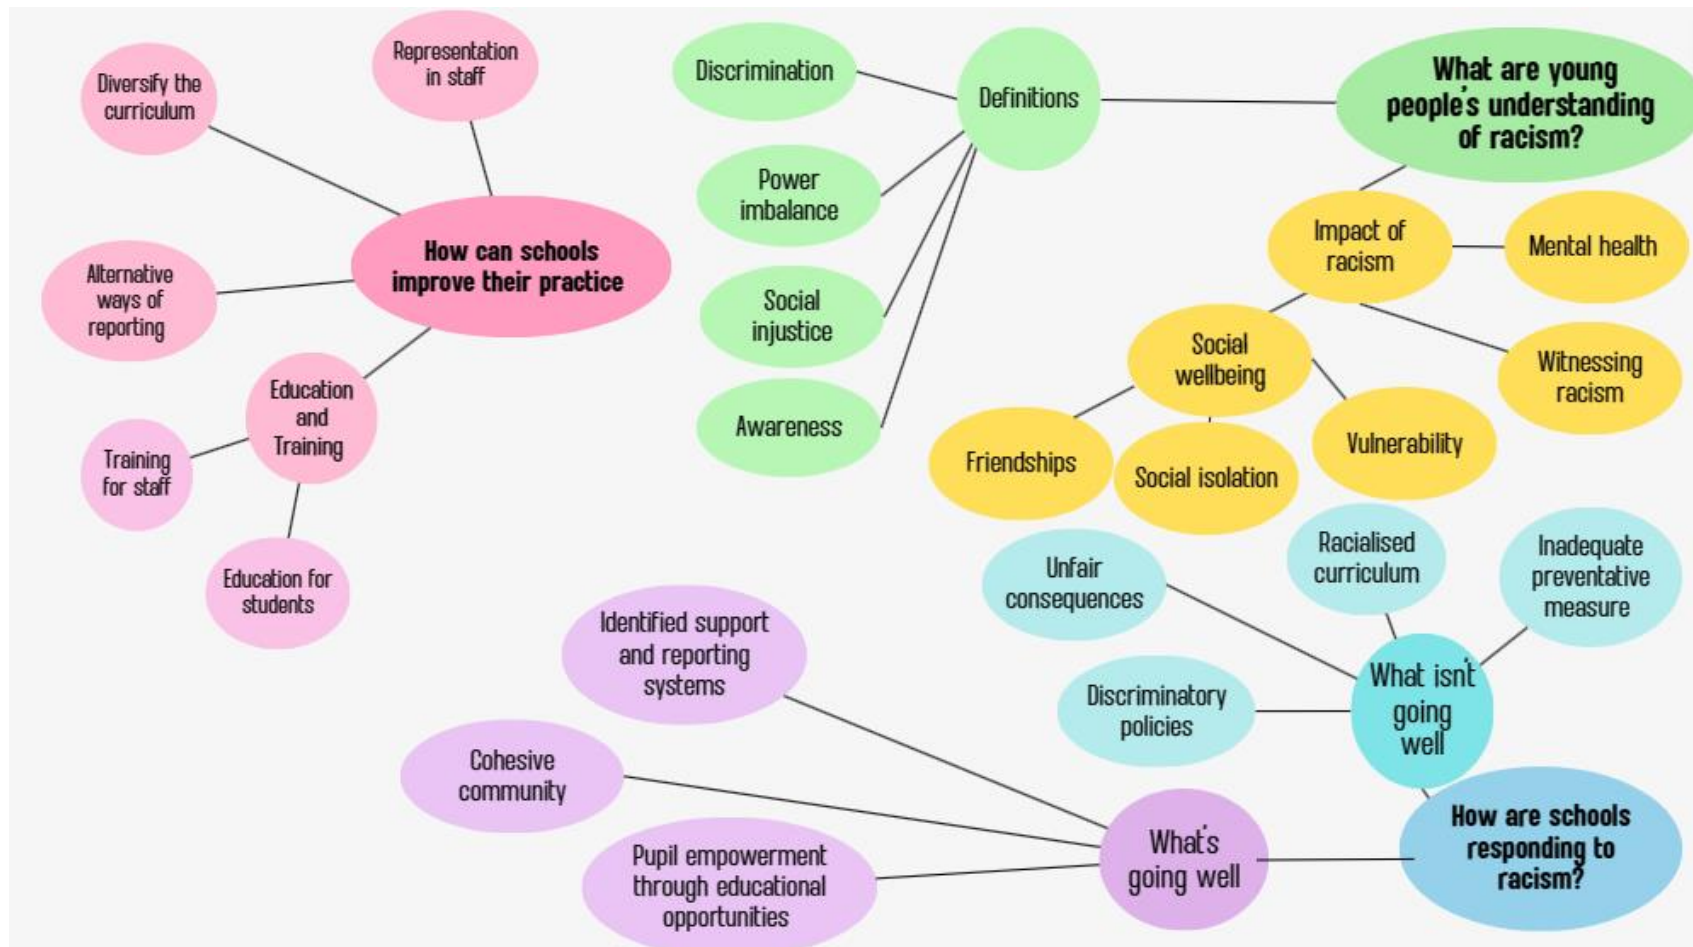 Diversify the
curriculum
Representation
in staff
How can schools
improve their practice
Alternative
ways of
reporting
Education
and
Training
Training
for staff
Education for
students
What are young
people's understanding
of racism?
Definitions
Discrimination
Power
imbalance
Social
injustice
Awareness
Impact of
racism
Mental health
Witnessing
racism
Social
wellbeing
Friendships
Social isolation
Vulnerability
How are schools
responding to
racism?
What isn't
going
well
Unfair
consequences
Racialised
curriculum
Inadequate
preventative
measure
Discriminatory
policies
What's
going well
Identified support
and reporting
systems
Cohesive
community
Pupil empowerment
through educational
opportunities